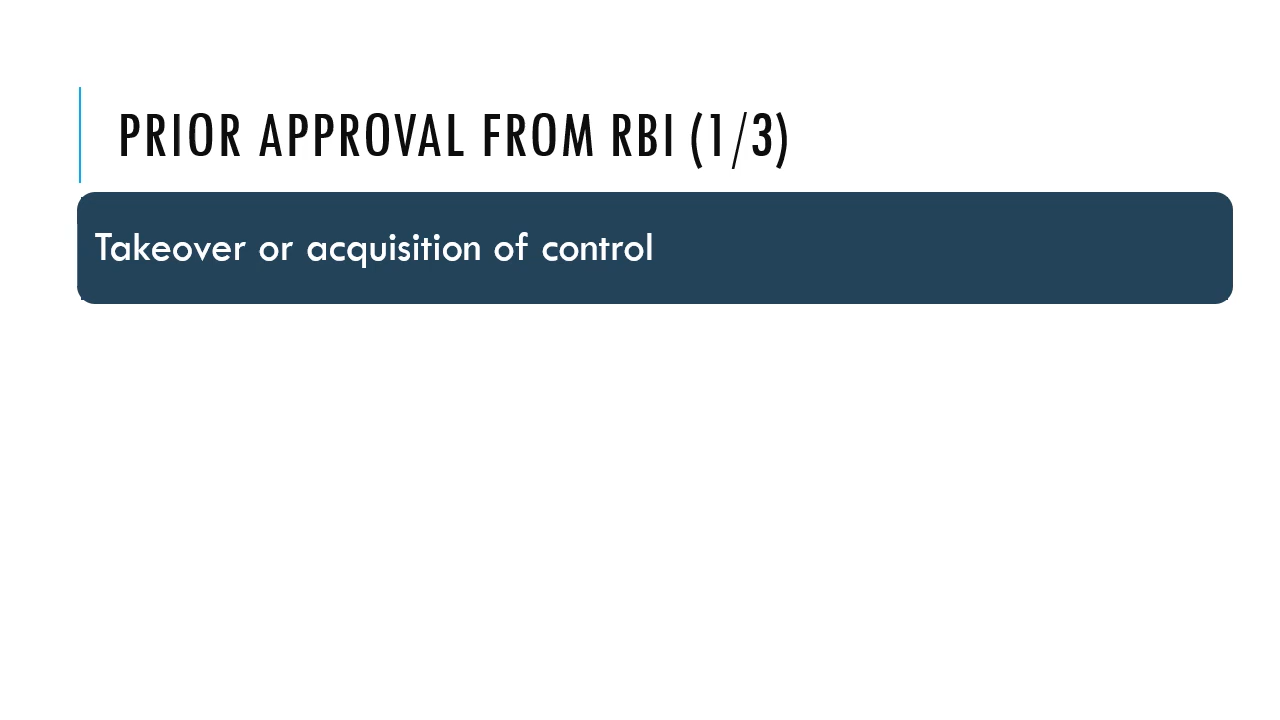 PRIOR APPROVAL FROM RBI (1/3)
Takeover or acquisition of control